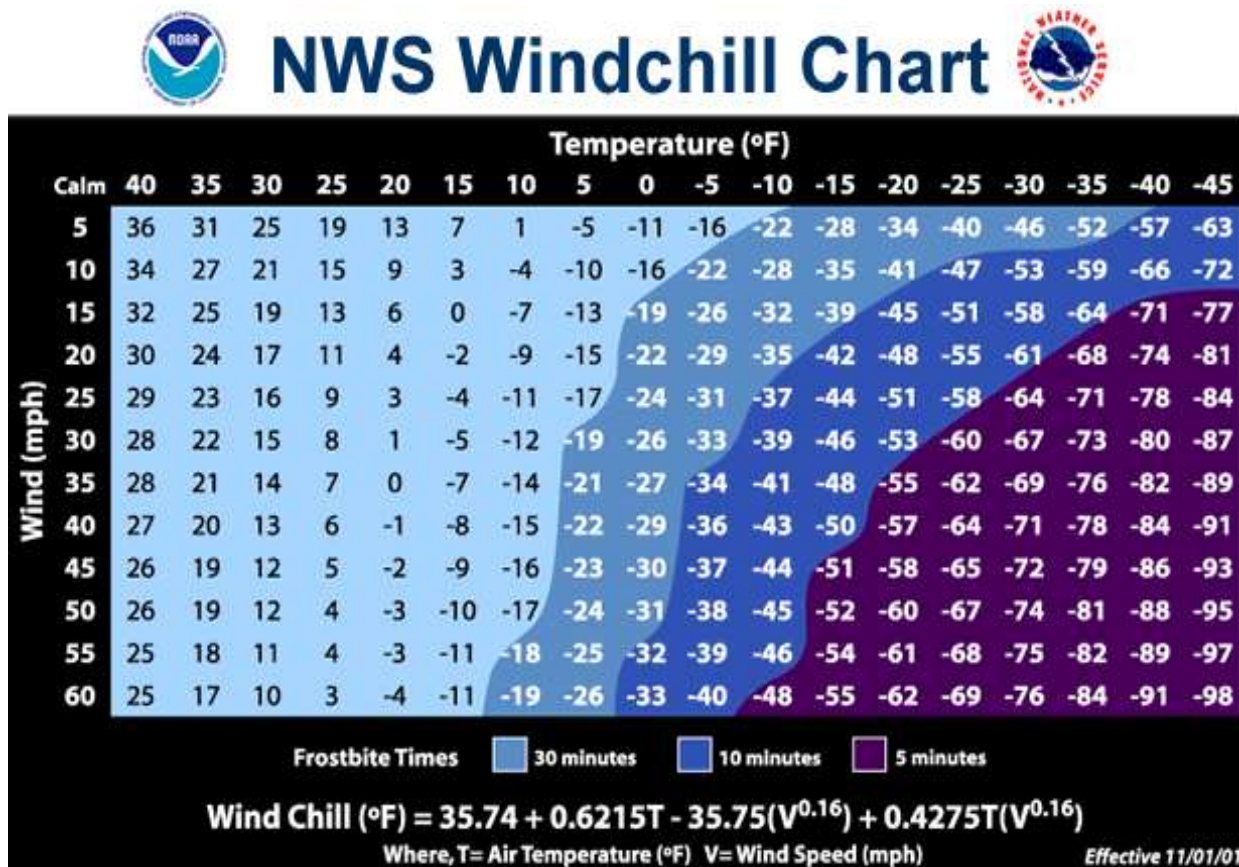 NOAA
NWS Windchill Chart
NATIONAL WEATHER SERVICE
Temperature (ºF)
Calm 40 35 30 25 20 15 10 5 0 -5 -10 -15 -20 -25 -30 -35 -40 -45
Wind (mph)
5 36 31 25 19 13 7 1 -5 -11 -16 -22 -28 -34 -40 -46 -52 -57 -63
10 34 27 21 15 9 3 -4 -10 -16 -22 -28 -35 -41 -47 -53 -59 -66 -72
15 32 25 19 13 6 0 -7 -13 -19 -26 -32 -39 -45 -51 -58 -64 -71 -77
20 30 24 17 11 4 -2 -9 -15 -22 -29 -35 -42 -48 -55 -61 -68 -74 -81
25 29 23 16 9 3 -4 -11 -17 -24 -31 -37 -44 -51 -58 -64 -71 -78 -84
30 28 22 15 8 1 -5 -12 -19 -26 -33 -39 -46 -53 -60 -67 -73 -80 -87
35 28 21 14 7 0 -7 -14 -21 -27 -34 -41 -48 -55 -62 -69 -76 -82 -89
40 27 20 13 6 -1 -8 -15 -22 -29 -36 -43 -50 -57 -64 -71 -78 -84 -91
45 26 19 12 5 -2 -9 -16 -23 -30 -37 -44 -51 -58 -65 -72 -79 -86 -93
50 26 19 12 4 -3 -10 -17 -24 -31 -38 -45 -52 -60 -67 -74 -81 -88 -95
55 25 18 11 4 -3 -11 -18 -25 -32 -39 -46 -54 -61 -68 -75 -82 -89 -97
60 25 17 10 3 -4 -11 -19 -26 -33 -40 -48 -55 -62 -69 -76 -84 -91 -98
Frostbite Times 30 minutes 10 minutes 5 minutes
Wind Chill (ºF) = 35.74 + 0.6215T - 35.75(V^0.16) + 0.4275T(V^0.16)
Where, T= Air Temperature (ºF) V= Wind Speed (mph) Effective 11/01/01